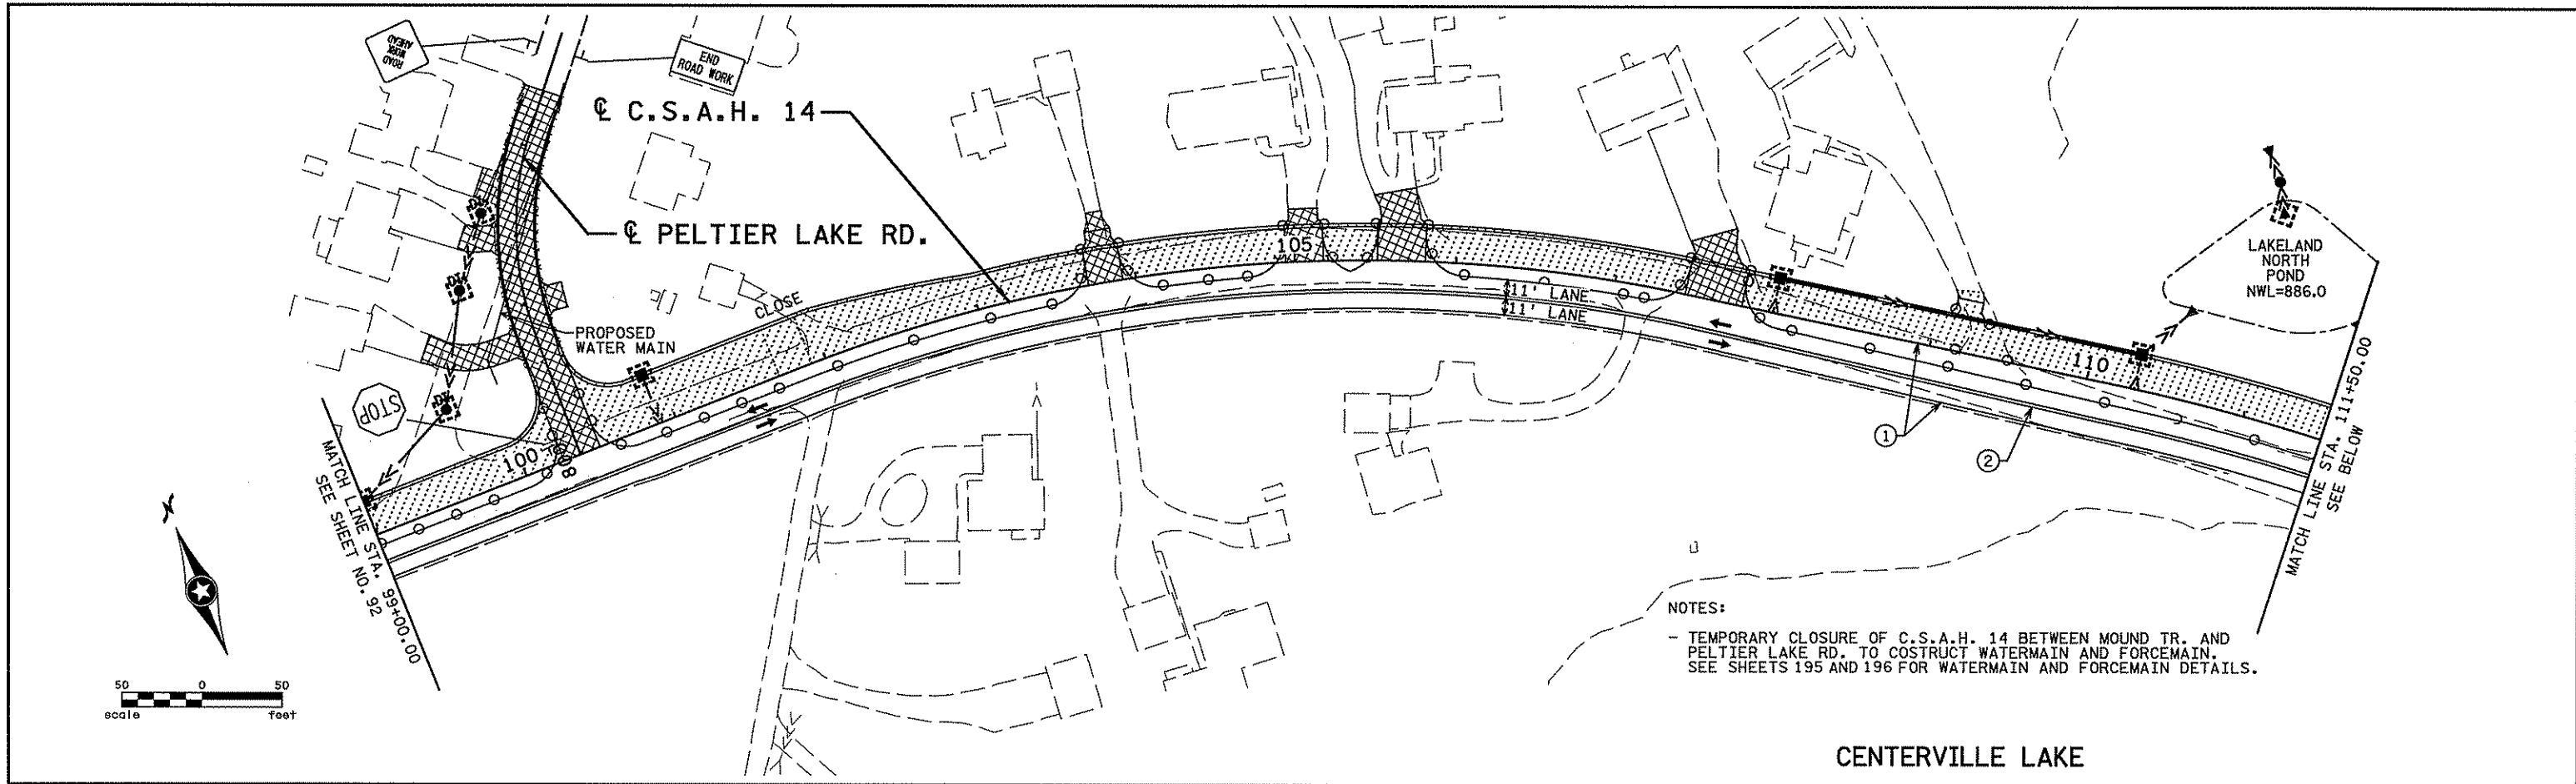 ROAD
WORK
AHEAD
END
ROAD WORK
℄ C.S.A.H. 14
℄ PELTIER LAKE RD.
105
LAKELAND
NORTH
POND
NWL=886.0
CLOSE
11' LANE
11' LANE
PROPOSED
WATER MAIN
110
STOP
100
8
1
2
MATCH LINE STA. 99+00.00
SEE SHEET NO. 92
MATCH LINE STA. 111+50.00
SEE BELOW
N
NOTES:
- TEMPORARY CLOSURE OF C.S.A.H. 14 BETWEEN MOUND TR. AND
PELTIER LAKE RD. TO COSTRUCT WATERMAIN AND FORCEMAIN.
SEE SHEETS 195 AND 196 FOR WATERMAIN AND FORCEMAIN DETAILS.
50 0 50
scale feet
CENTERVILLE LAKE